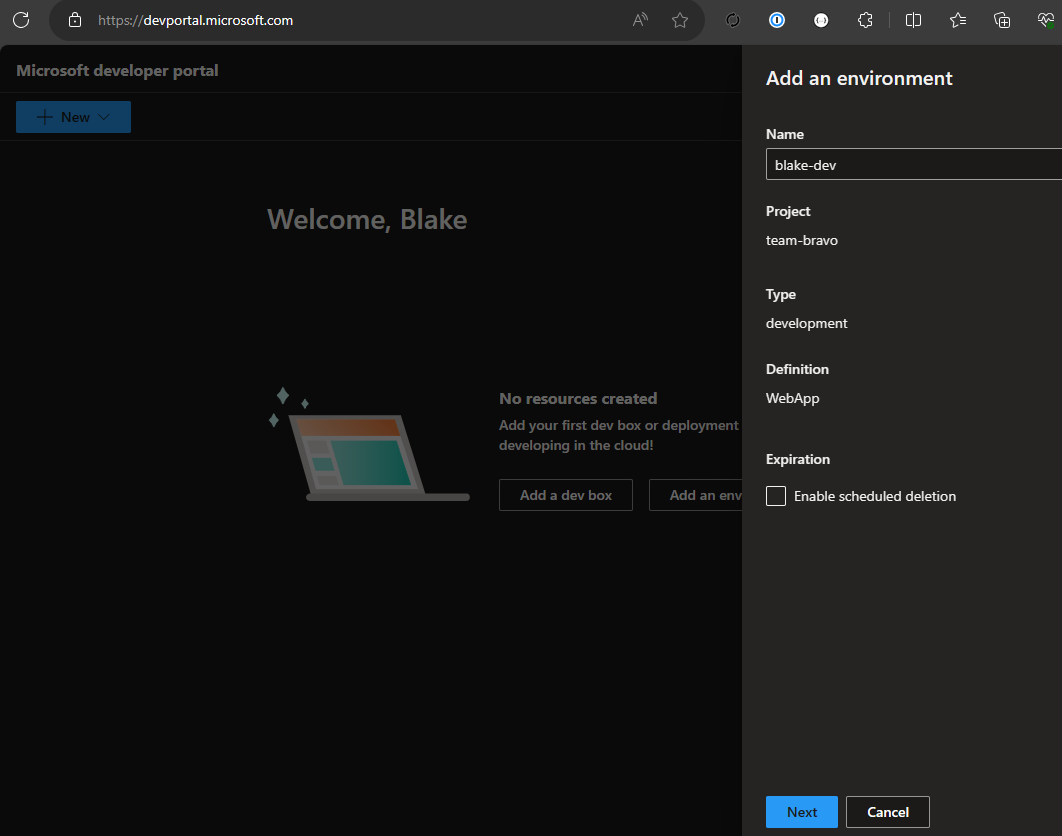 https://devportal.microsoft.com
Microsoft developer portal
New
Welcome, Blake
No resources created
Add your first dev box or deployment
developing in the cloud!
Add a dev box
Add an env
Add an environment
Name
blake-dev
Project
team-bravo
Type
development
Definition
WebApp
Expiration
Enable scheduled deletion
Next
Cancel